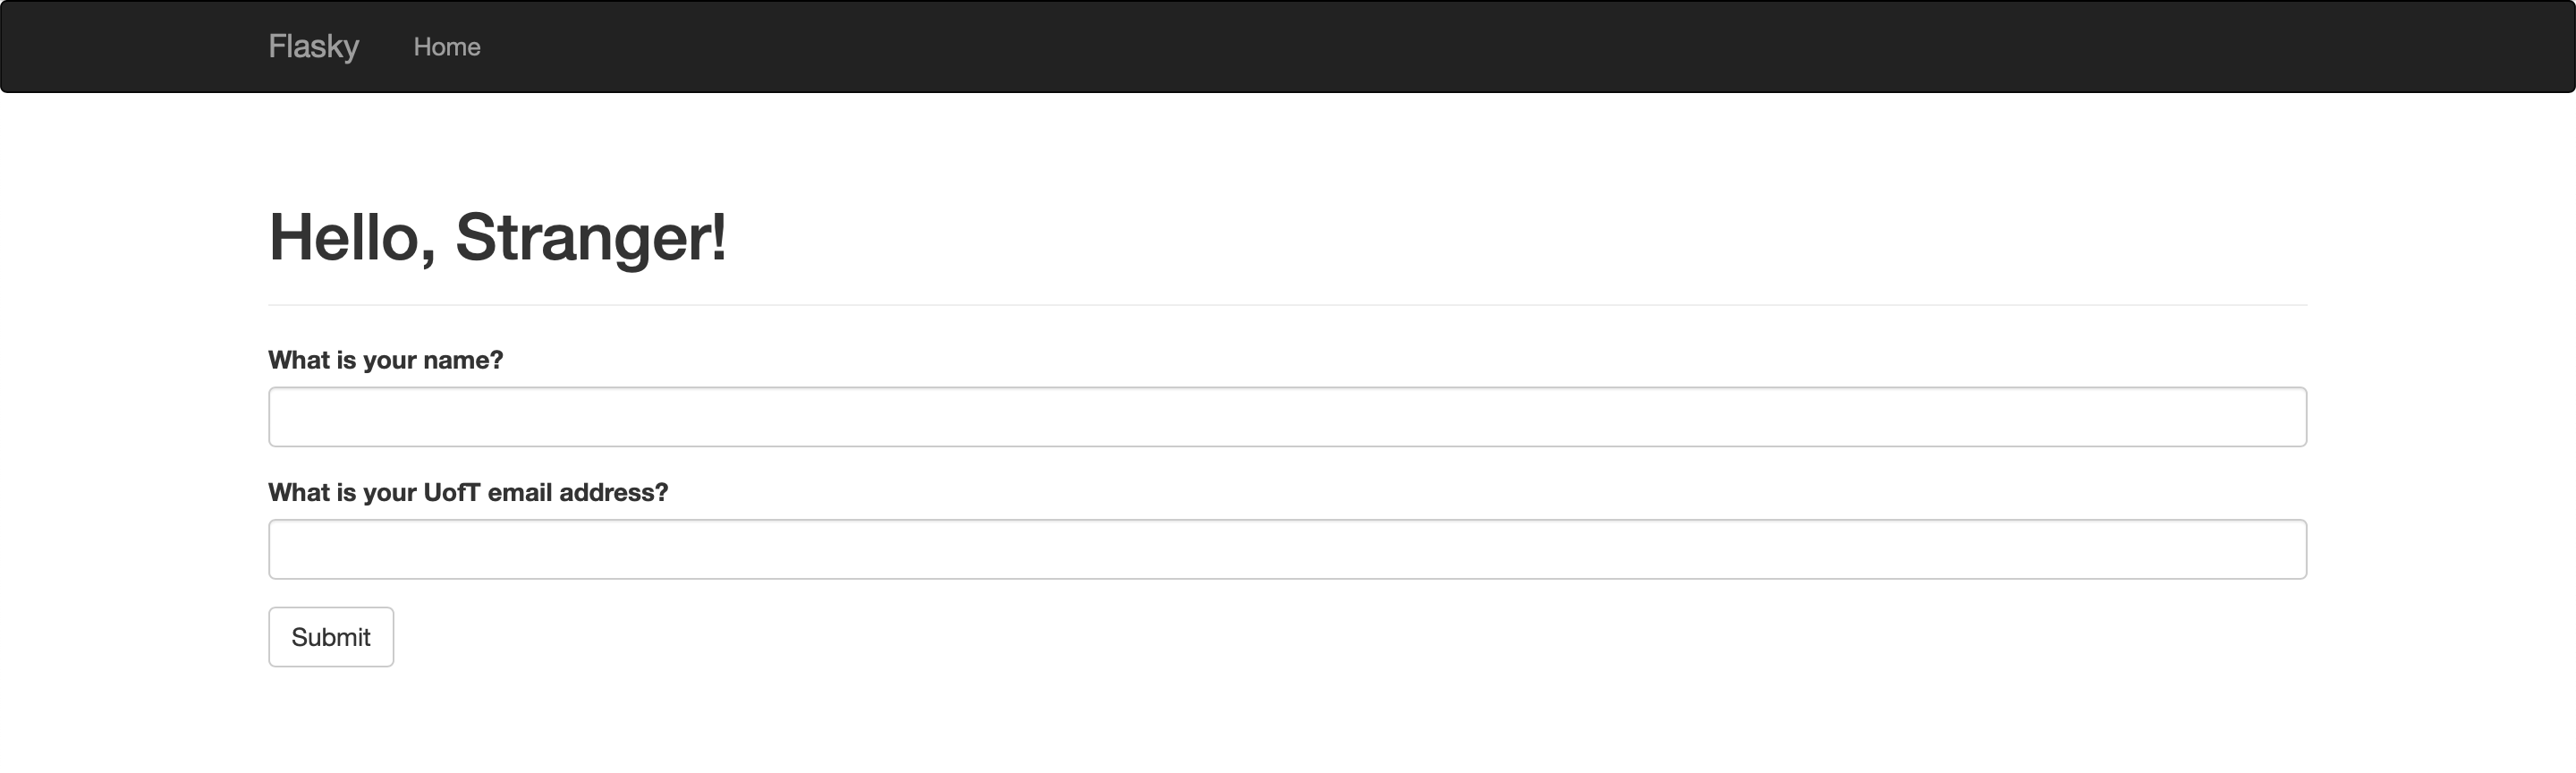 Flasky Home
Hello, Stranger!
What is your name?
What is your UofT email address?
Submit